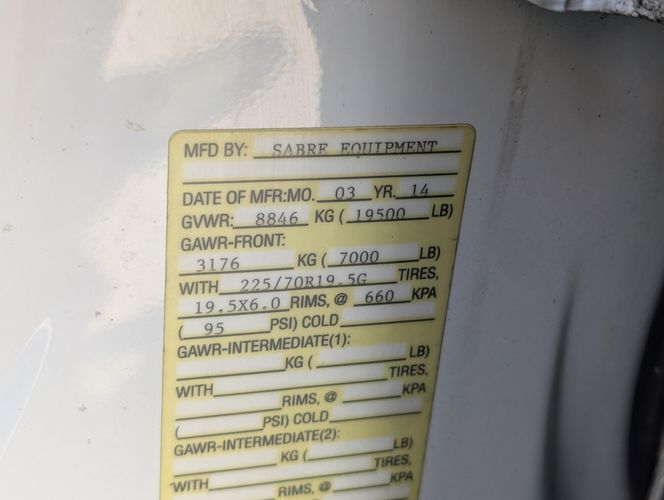 MFD BY: SABRE EQUIPMENT
DATE OF MFR:MO. 03 YR. 14
GVWR: 8846 KG ( 19500 LB)
GAWR-FRONT:
3176 KG ( 7000 LB)
WITH 225/70R19.5G TIRES,
19.5X6.0 RIMS, @ 660 KPA
( 95 PSI) COLD
GAWR-INTERMEDIATE(1):
KG ( LB)
WITH TIRES,
RIMS, @ KPA
( PSI) COLD
GAWR-INTERMEDIATE(2):
KG ( LB)
WITH TIRES,
RIMS, @ KPA